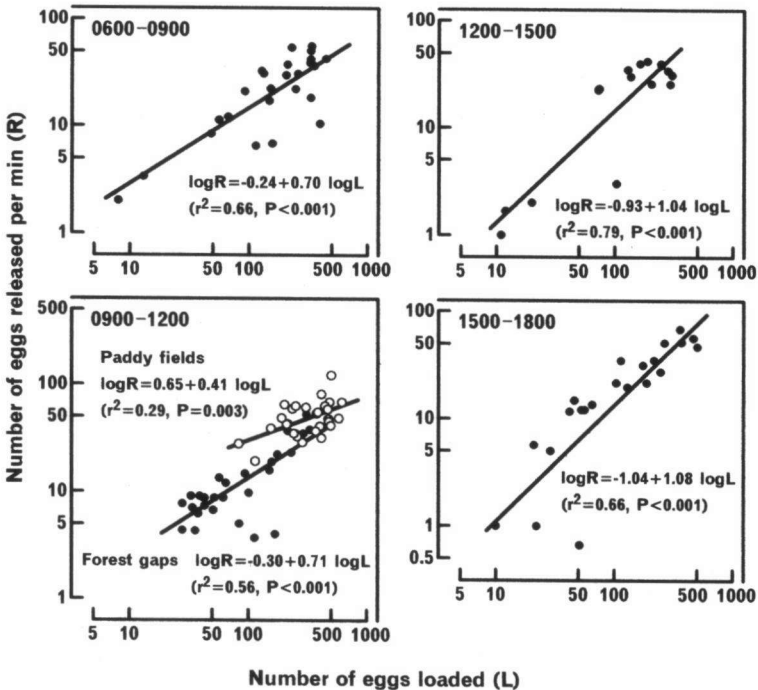 Number of eggs released per min (R)
0600-0900
100
50
10
5
1
logR=-0.24+0.70 logL
(r²=0.66, P<0.001)
5 10 50 100 500 1000
1200-1500
100
50
10
5
1
logR=-0.93+1.04 logL
(r²=0.79, P<0.001)
5 10 50 100 500 1000
0900-1200
500
100
50
10
5
1
Paddy fields
logR=0.65+0.41 logL
(r²=0.29, P=0.003)
Forest gaps logR=-0.30+0.71 logL
(r²=0.56, P<0.001)
5 10 50 100 500 1000
1500-1800
100
50
10
5
1
0.5
logR=-1.04+1.08 logL
(r²=0.66, P<0.001)
5 10 50 100 500 1000
Number of eggs loaded (L)